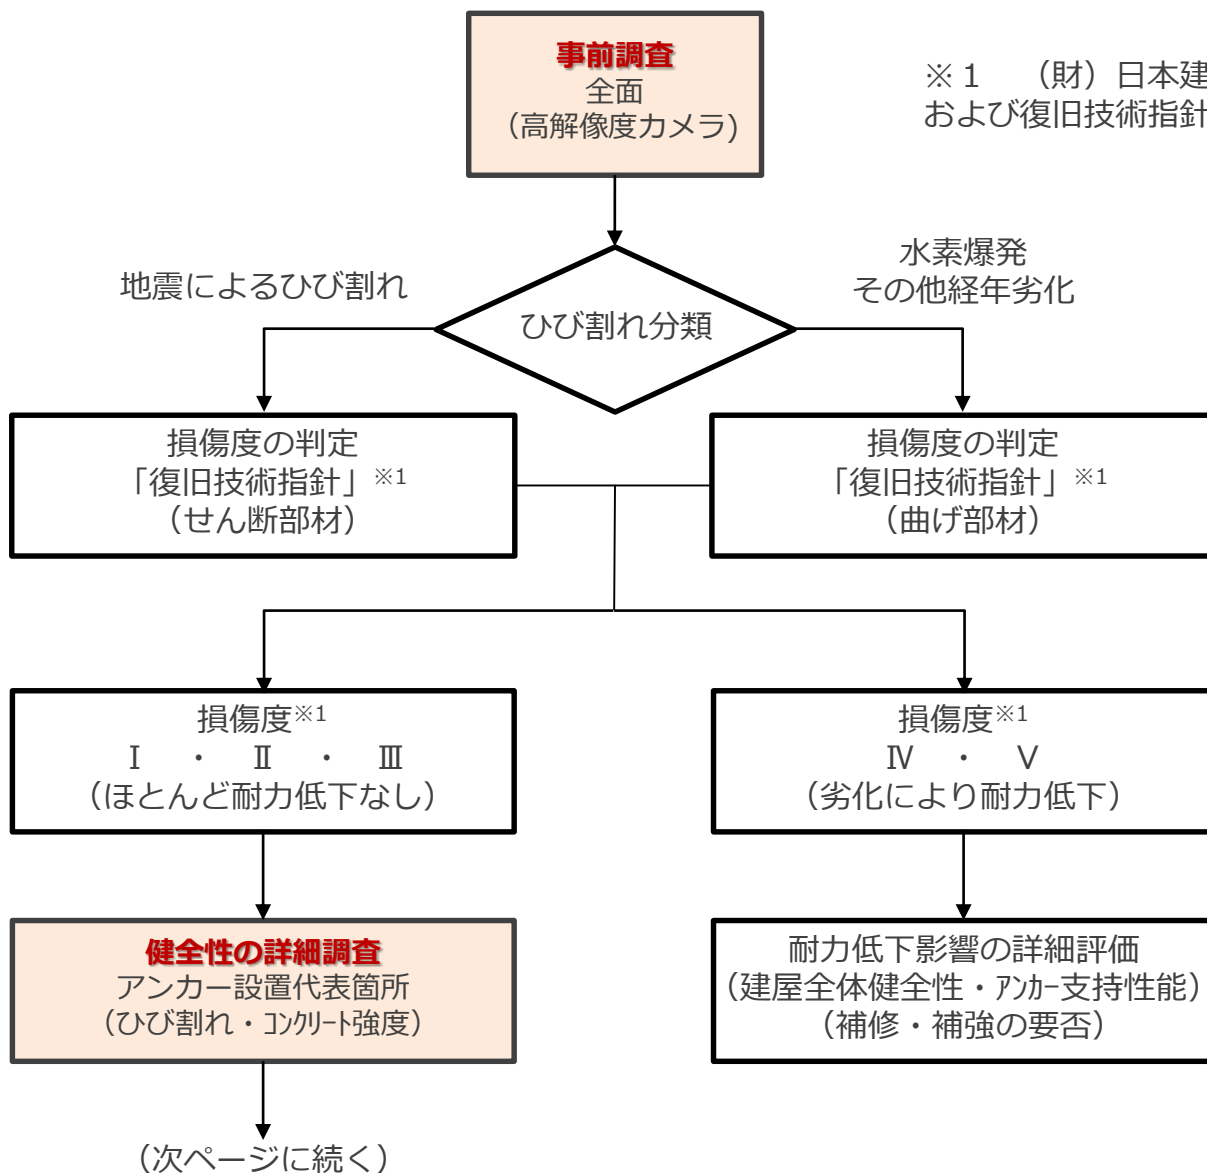 事前調査
全面
（高解像度カメラ)
※１　（財）日本建
および復旧技術指針
地震によるひび割れ
水素爆発
その他経年劣化
ひび割れ分類
損傷度の判定
「復旧技術指針」※1
（せん断部材）
損傷度の判定
「復旧技術指針」※1
（曲げ部材）
損傷度※1
Ⅰ　・　Ⅱ　・　Ⅲ
（ほとんど耐力低下なし）
損傷度※1
Ⅳ　・　Ⅴ
（劣化により耐力低下）
健全性の詳細調査
アンカー設置代表箇所
（ひび割れ・ｺﾝｸﾘｰﾄ強度）
耐力低下影響の詳細評価
（建屋全体健全性・ｱﾝｶｰ支持性能）
（補修・補強の要否）
（次ページに続く）